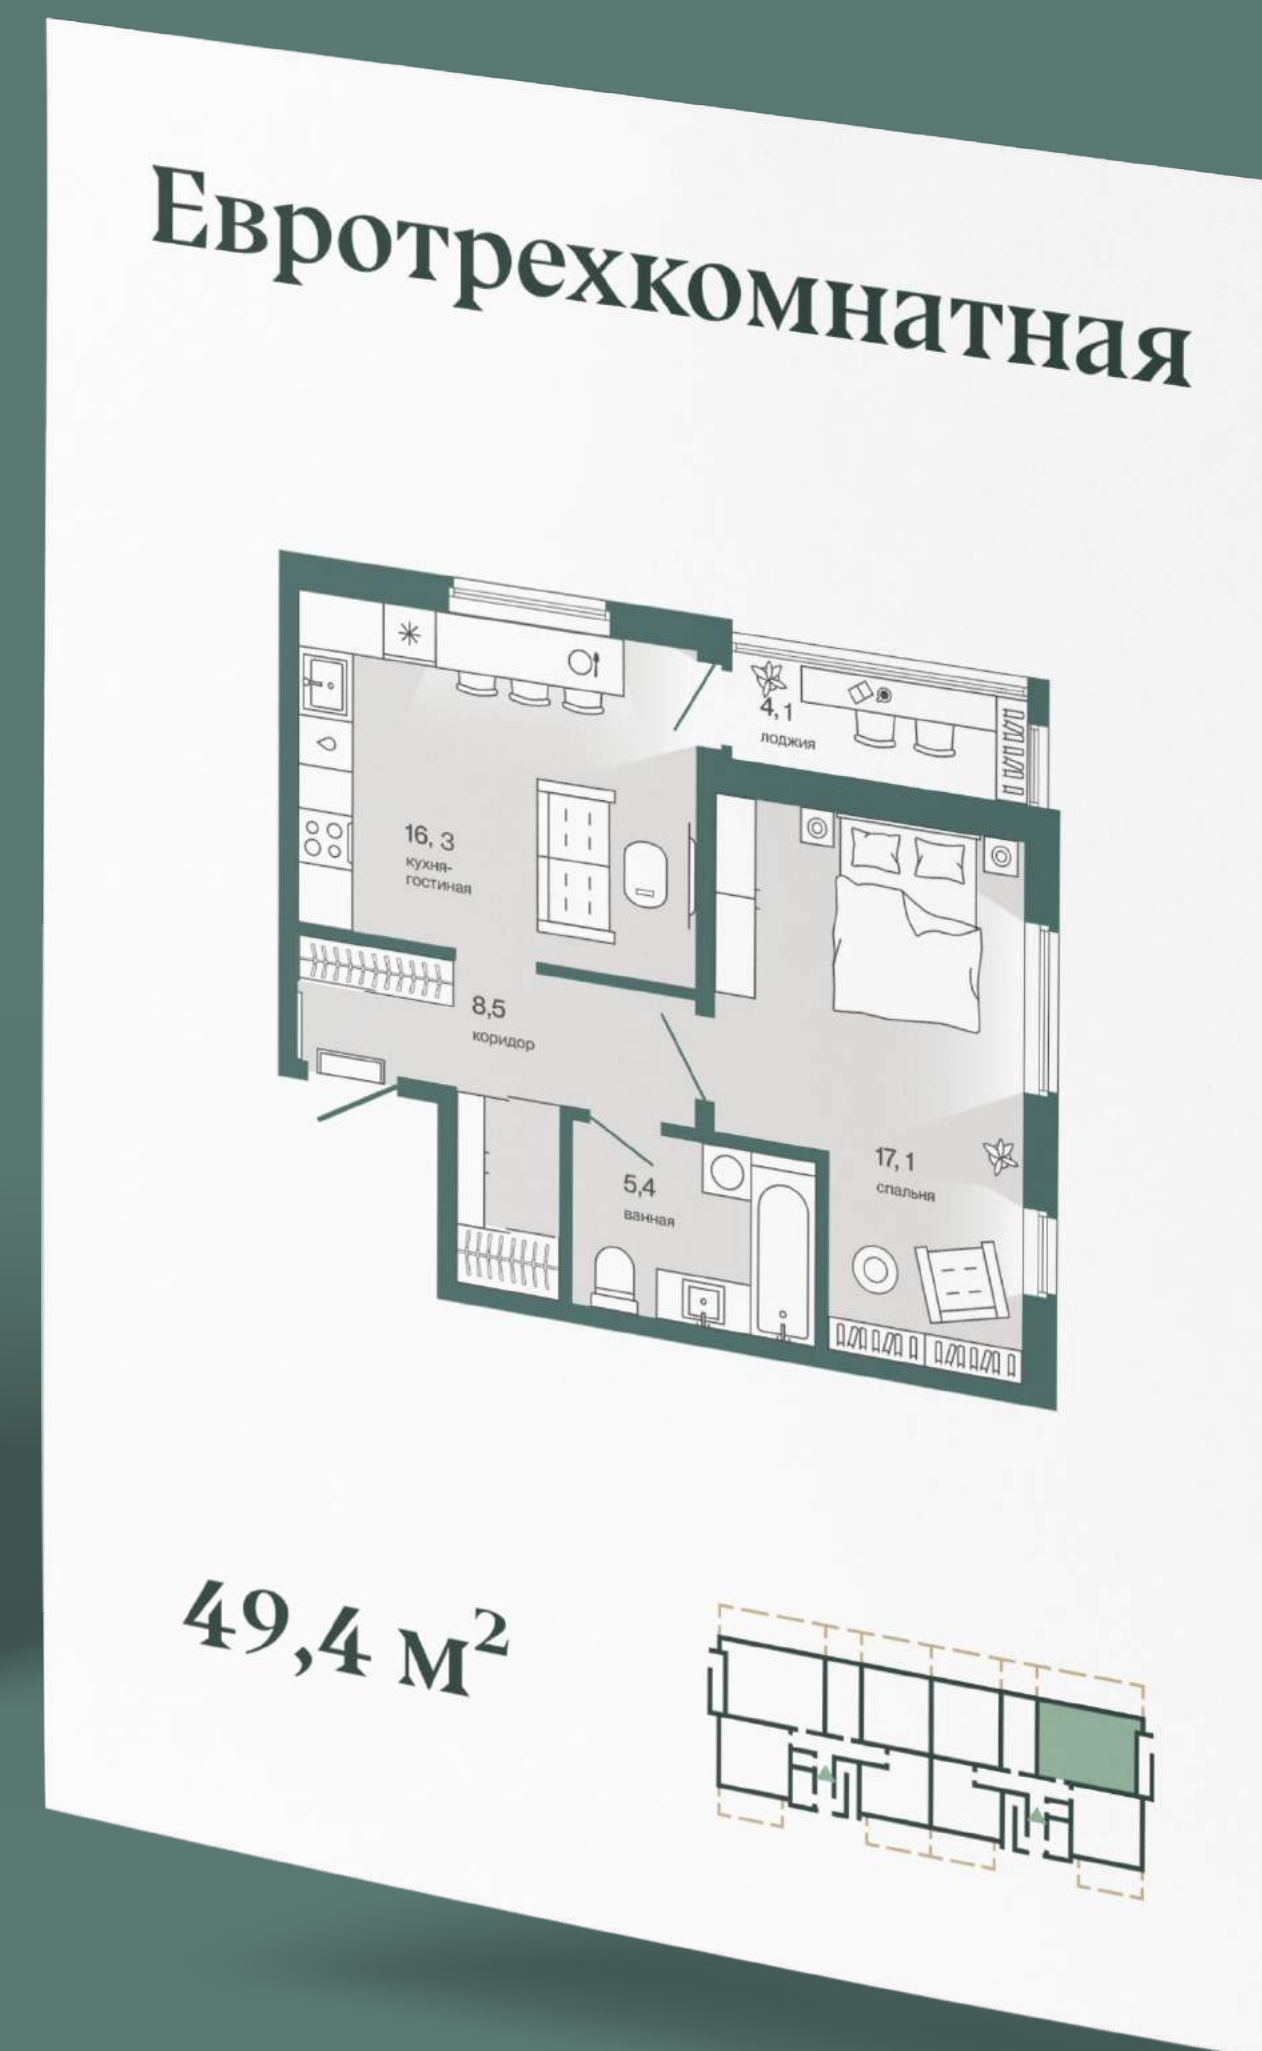 Евротрехкомнатная
4,1
лоджия
16, 3
кухня-
гостиная
8,5
коридор
17, 1
спальня
5,4
ванная
49,4 м²